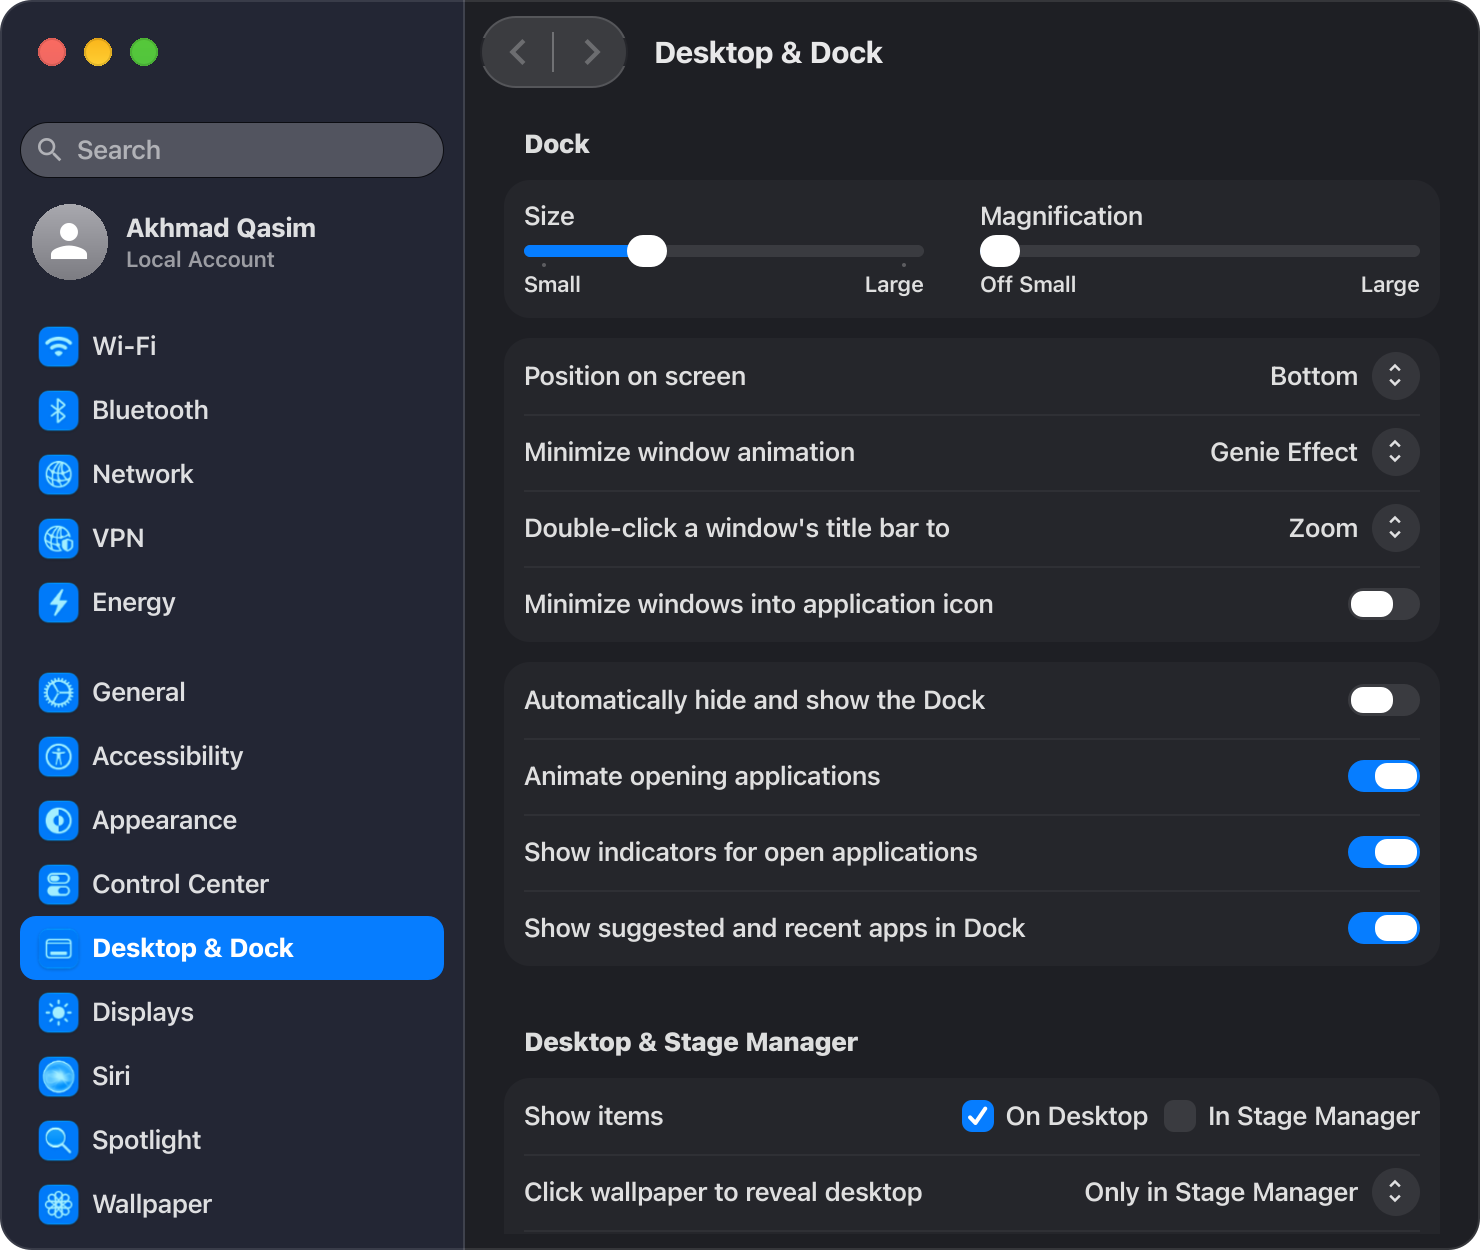 Desktop & Dock
Search
Akhmad Qasim
Local Account
Wi-Fi
Bluetooth
Network
VPN
Energy
General
Accessibility
Appearance
Control Center
Desktop & Dock
Displays
Siri
Spotlight
Wallpaper
Dock
Size
Small Large
Magnification
Off Small Large
Position on screen Bottom
Minimize window animation Genie Effect
Double-click a window's title bar to Zoom
Minimize windows into application icon
Automatically hide and show the Dock
Animate opening applications
Show indicators for open applications
Show suggested and recent apps in Dock
Desktop & Stage Manager
Show items On Desktop In Stage Manager
Click wallpaper to reveal desktop Only in Stage Manager